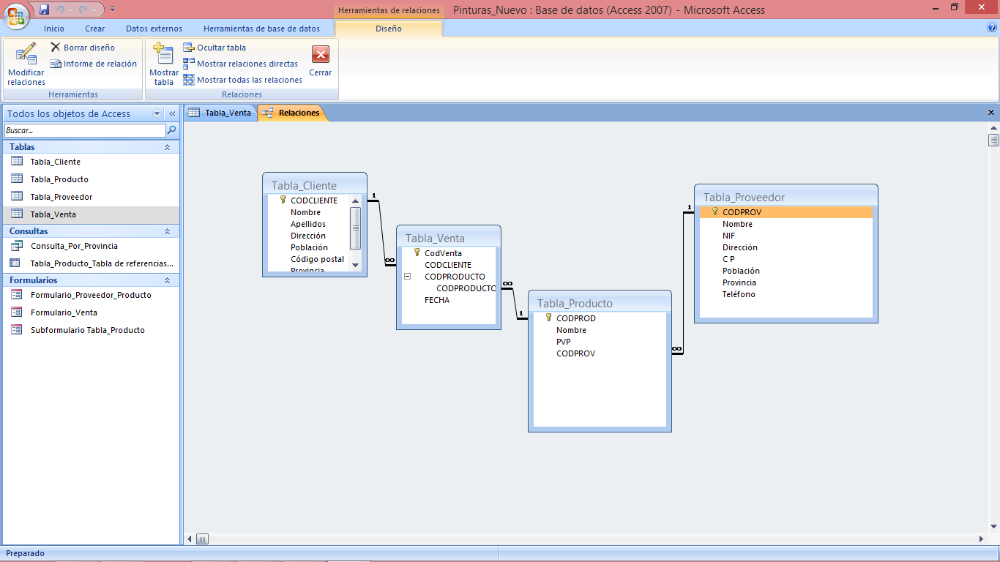 Herramientas de relaciones
Pinturas_Nuevo : Base de datos (Access 2007) - Microsoft Access
Inicio
Crear
Datos externos
Herramientas de base de datos
Diseño
Modificar
relaciones
Borrar diseño
Informe de relación
Herramientas
Mostrar
tabla
Ocultar tabla
Mostrar relaciones directas
Mostrar todas las relaciones
Cerrar
Relaciones
Todos los objetos de Access
Buscar...
Tablas
Tabla_Cliente
Tabla_Producto
Tabla_Proveedor
Tabla_Venta
Consultas
Consulta_Por_Provincia
Tabla_Producto_Tabla de referencias...
Formularios
Formulario_Proveedor_Producto
Formulario_Venta
Subformulario Tabla_Producto
Tabla_Venta
Relaciones
Tabla_Cliente
CODCLIENTE
Nombre
Apellidos
Dirección
Población
Código postal
Provincia
1
∞
Tabla_Venta
CodVenta
CODCLIENTE
CODPRODUCTO
CODPRODUCTO
FECHA
∞
1
Tabla_Producto
CODPROD
Nombre
PVP
CODPROV
∞
1
Tabla_Proveedor
CODPROV
Nombre
NIF
Dirección
C P
Población
Provincia
Teléfono
Preparado